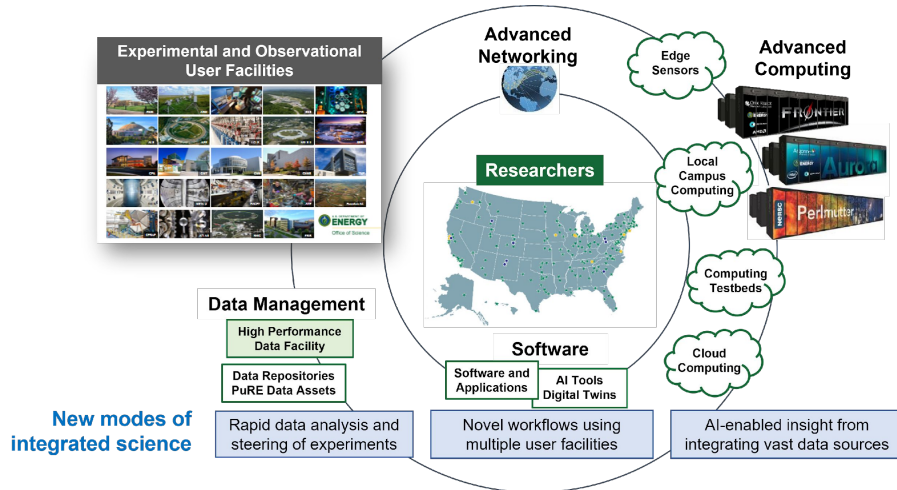 Experimental and Observational
User Facilities
U.S. DEPARTMENT OF
ENERGY
Office of Science
Advanced
Networking
Edge
Sensors
Advanced
Computing
FRONTIER
Local
Campus
Computing
Aurora
NERSC
Perlmutter
Researchers
Computing
Testbeds
Cloud
Computing
Data Management
High Performance
Data Facility
Data Repositories
PuRE Data Assets
Software
Software and
Applications
AI Tools
Digital Twins
New modes of
integrated science
Rapid data analysis and
steering of experiments
Novel workflows using
multiple user facilities
AI-enabled insight from
integrating vast data sources